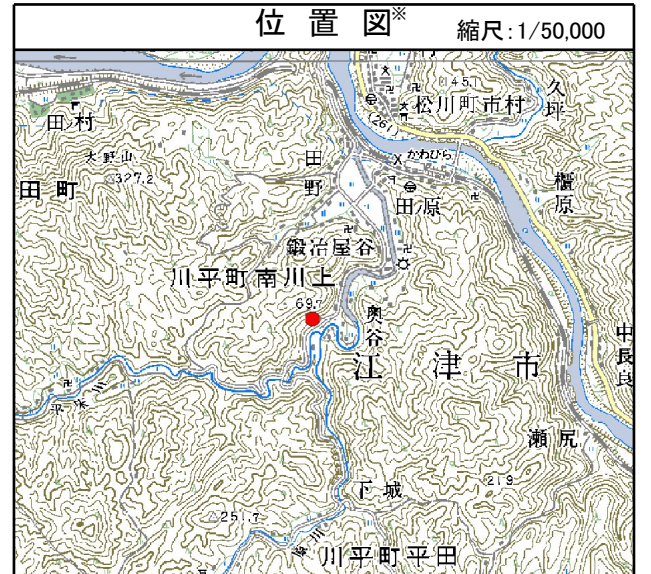 位置図※
縮尺:1/50,000
45.1
久坪
松川町市村
(261)
田村
大野山
327.2
田町
かわひら
田野
田原
櫃原
鍛冶屋谷
川平町南川上
69.7
奥谷
江津市
中長良
瀬尻
下城
219
251.7
川平町平田